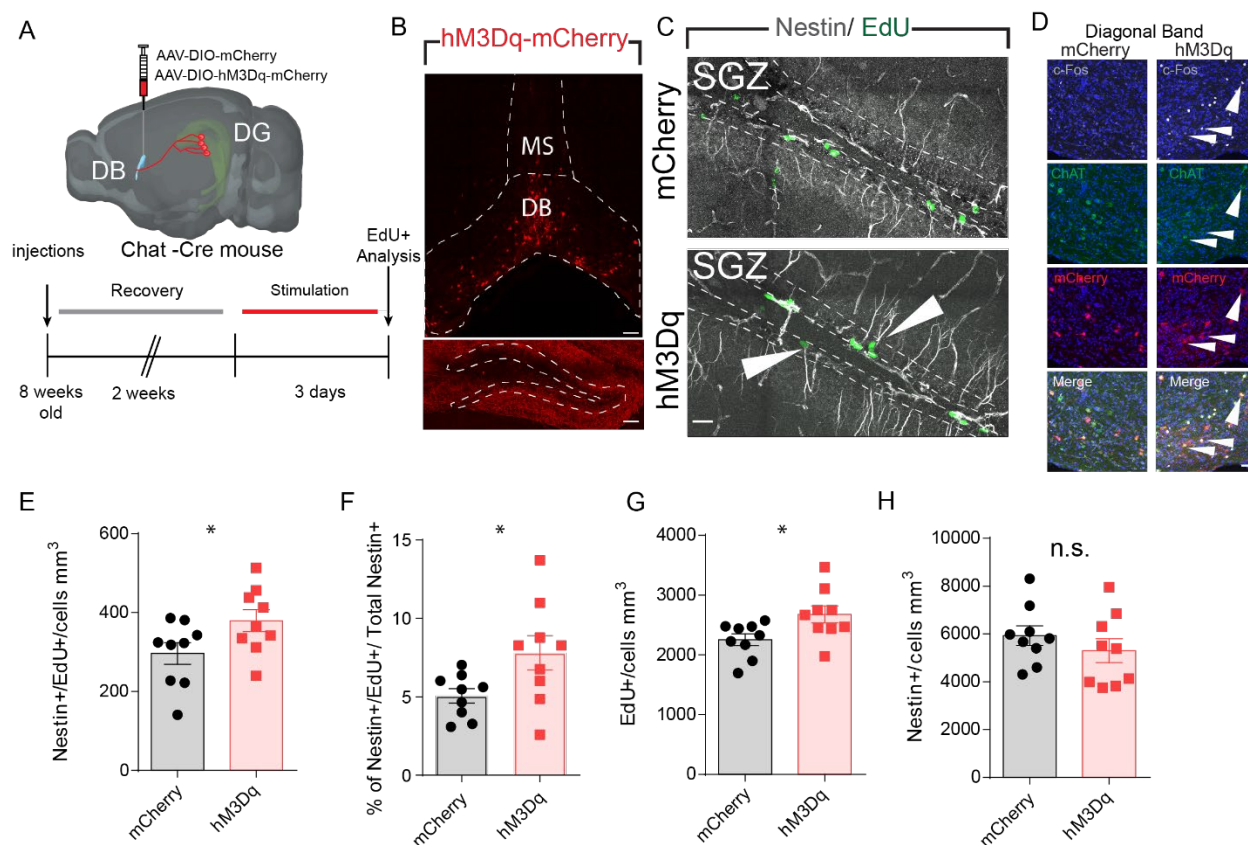 A
AAV-DIO-mCherry
AAV-DIO-hM3Dq-mCherry
DG
DB
Chat -Cre mouse
injections
Recovery
Stimulation
EdU+
Analysis
8 weeks
old
2 weeks
3 days
B
hM3Dq-mCherry
MS
DB
C
Nestin/ EdU
SGZ
mCherry
SGZ
hM3Dq
D
Diagonal Band
mCherry hM3Dq
c-Fos c-Fos
ChAT ChAT
mCherry mCherry
Merge Merge
E
*
Nestin+/EdU+/cells mm3
600
400
200
0
mCherry
hM3Dq
F
*
% of Nestin+/EdU+/ Total Nestin+
15
10
5
0
mCherry
hM3Dq
G
*
EdU+/cells mm3
4000
3000
2000
1000
0
mCherry
hM3Dq
H
n.s.
Nestin+/cells mm3
10000
8000
6000
4000
2000
0
mCherry
hM3Dq